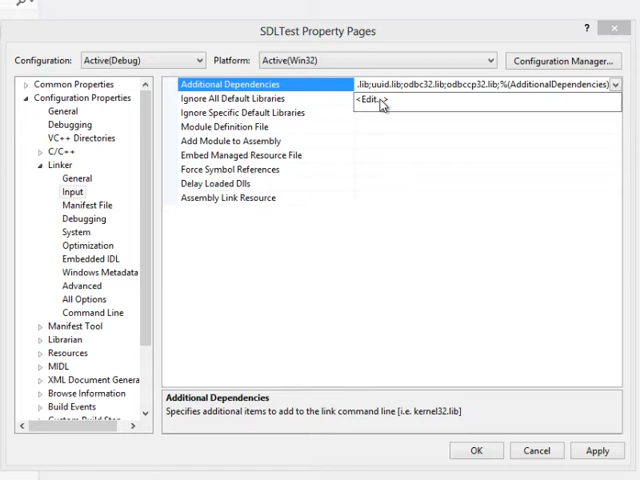 SDLTest Property Pages
?
Configuration: Active(Debug) Platform: Active(Win32) Configuration Manager...
Common Properties
Configuration Properties
General
Debugging
VC++ Directories
C/C++
Linker
General
Input
Manifest File
Debugging
System
Optimization
Embedded IDL
Windows Metadata
Advanced
All Options
Command Line
Manifest Tool
Librarian
Resources
MIDL
XML Document Genera
Browse Information
Build Events
Custom Build Step
Additional Dependencies .lib;uuid.lib;odbc32.lib;odbccp32.lib;%(AdditionalDependencies)
<Edit...>
Ignore All Default Libraries
Ignore Specific Default Libraries
Module Definition File
Add Module to Assembly
Embed Managed Resource File
Force Symbol References
Delay Loaded Dlls
Assembly Link Resource
Additional Dependencies
Specifies additional items to add to the link command line [i.e. kernel32.lib]
OK Cancel Apply